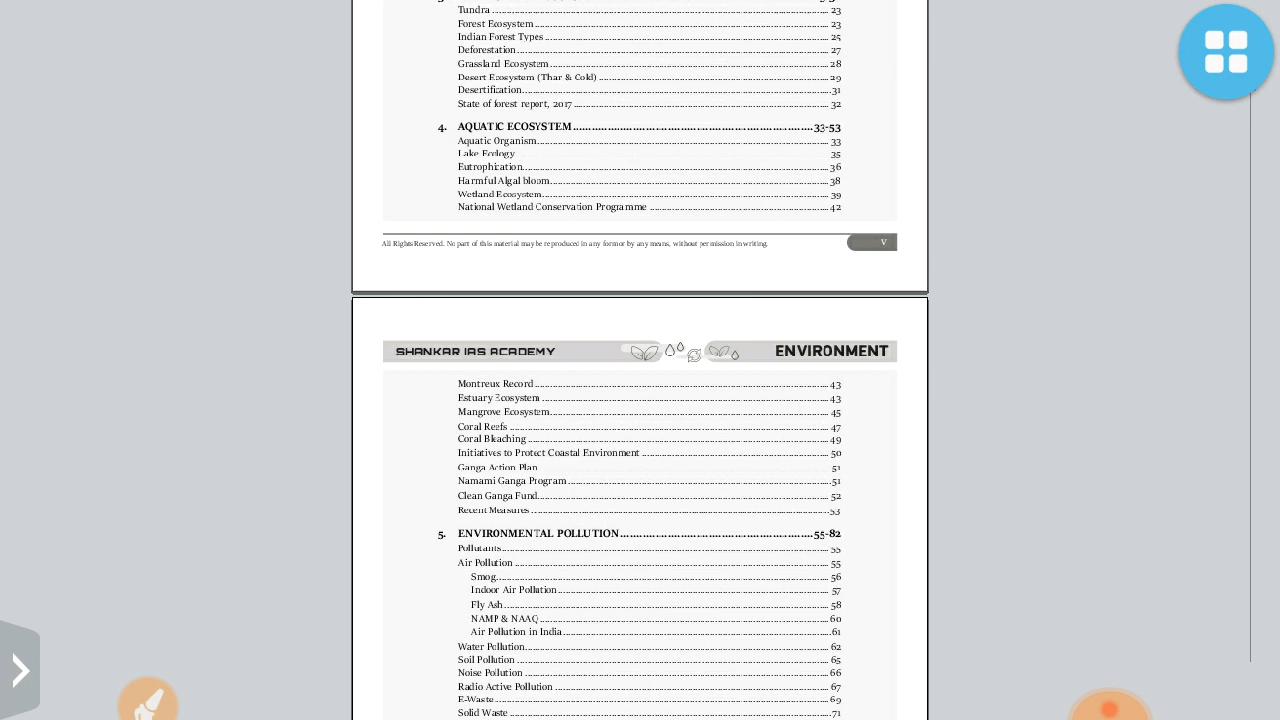 Tundra ........ 23
Forest Ecosystem ........ 23
Indian Forest Types ........ 25
Deforestation ........ 27
Grassland Ecosystem ........ 28
Desert Ecosystem (Thar & Cold) ........ 29
Desertification ........ 31
State of forest report, 2017 ........ 32
4. AQUATIC ECOSYSTEM ........ 33-53
Aquatic Organism ........ 33
Lake Ecology 35
Eutrophication ........ 36
Harmful Algal bloom ........ 38
Wetland Ecosystem ........ 39
National Wetland Conservation Programme ........ 42
All Rights Reserved. No part of this material may be reproduced in any form or by any means, without permission in writing.
V
SHANKAR IAS ACADEMY ENVIRONMENT
Montreux Record ........ 43
Estuary Ecosystem ........ 43
Mangrove Ecosystem ........ 45
Coral Reefs ........ 47
Coral Bleaching ........ 49
Initiatives to Protect Coastal Environment ........ 50
Ganga Action Plan 51
Namami Ganga Program ........ 51
Clean Ganga Fund ........ 52
Recent Measures ........ 53
5. ENVIRONMENTAL POLLUTION ........ 55-82
Pollutants ........ 55
Air Pollution ........ 55
Smog ........ 56
Indoor Air Pollution ........ 57
Fly Ash ........ 58
NAMP & NAAQ ........ 60
Air Pollution in India ........ 61
Water Pollution ........ 62
Soil Pollution ........ 65
Noise Pollution ........ 66
Radio Active Pollution ........ 67
E-Waste ........ 69
Solid Waste ........ 71